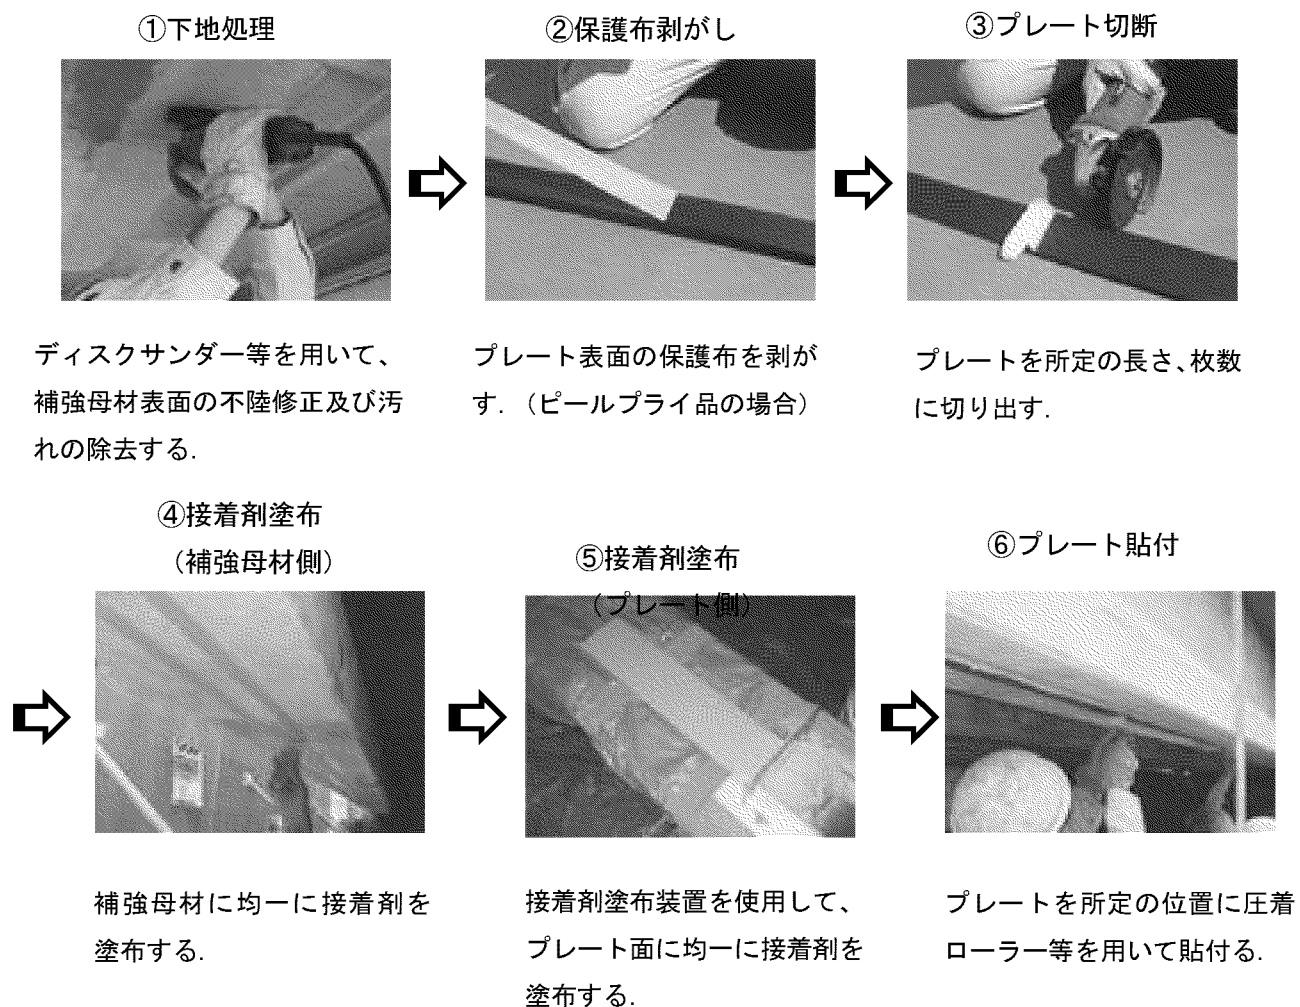 ①下地処理
②保護布剥がし
③プレート切断
ディスクサンダー等を用いて、
補強母材表面の不陸修正及び汚
れの除去する.
プレート表面の保護布を剥が
す.（ピールプライ品の場合）
プレートを所定の長さ、枚数
に切り出す.
④接着剤塗布
（補強母材側）
⑤接着剤塗布
（プレート側）
⑥プレート貼付
補強母材に均一に接着剤を
塗布する.
接着剤塗布装置を使用して、
プレート面に均一に接着剤を
塗布する.
プレートを所定の位置に圧着
ローラー等を用いて貼付る.